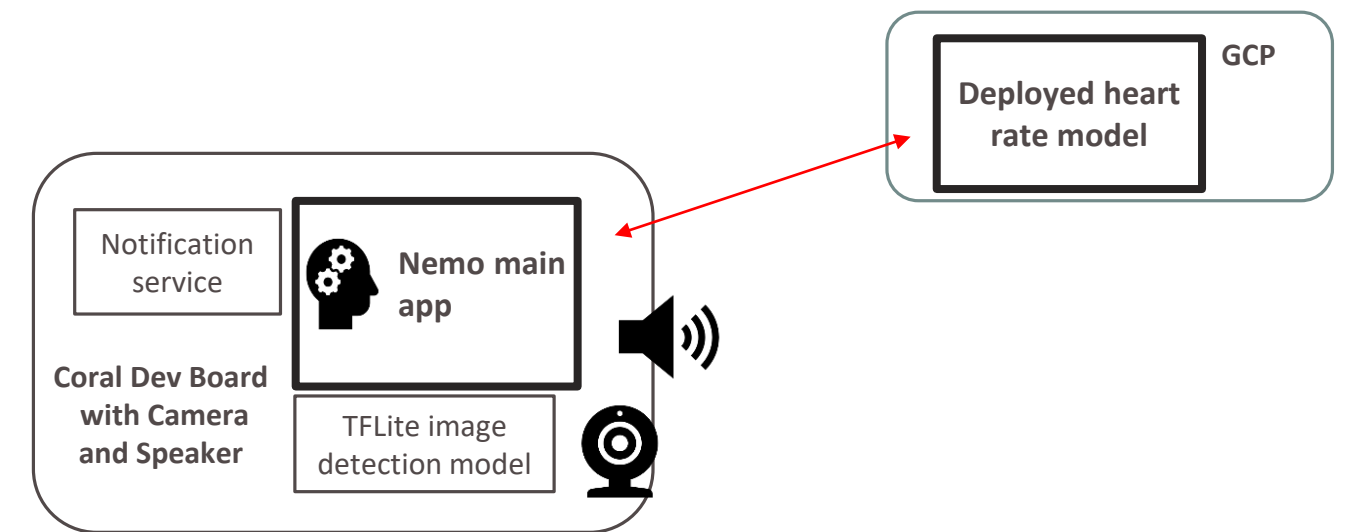 GCP
Deployed heart
rate model
Notification
service
Nemo main
app
Coral Dev Board
with Camera
and Speaker
TFLite image
detection model